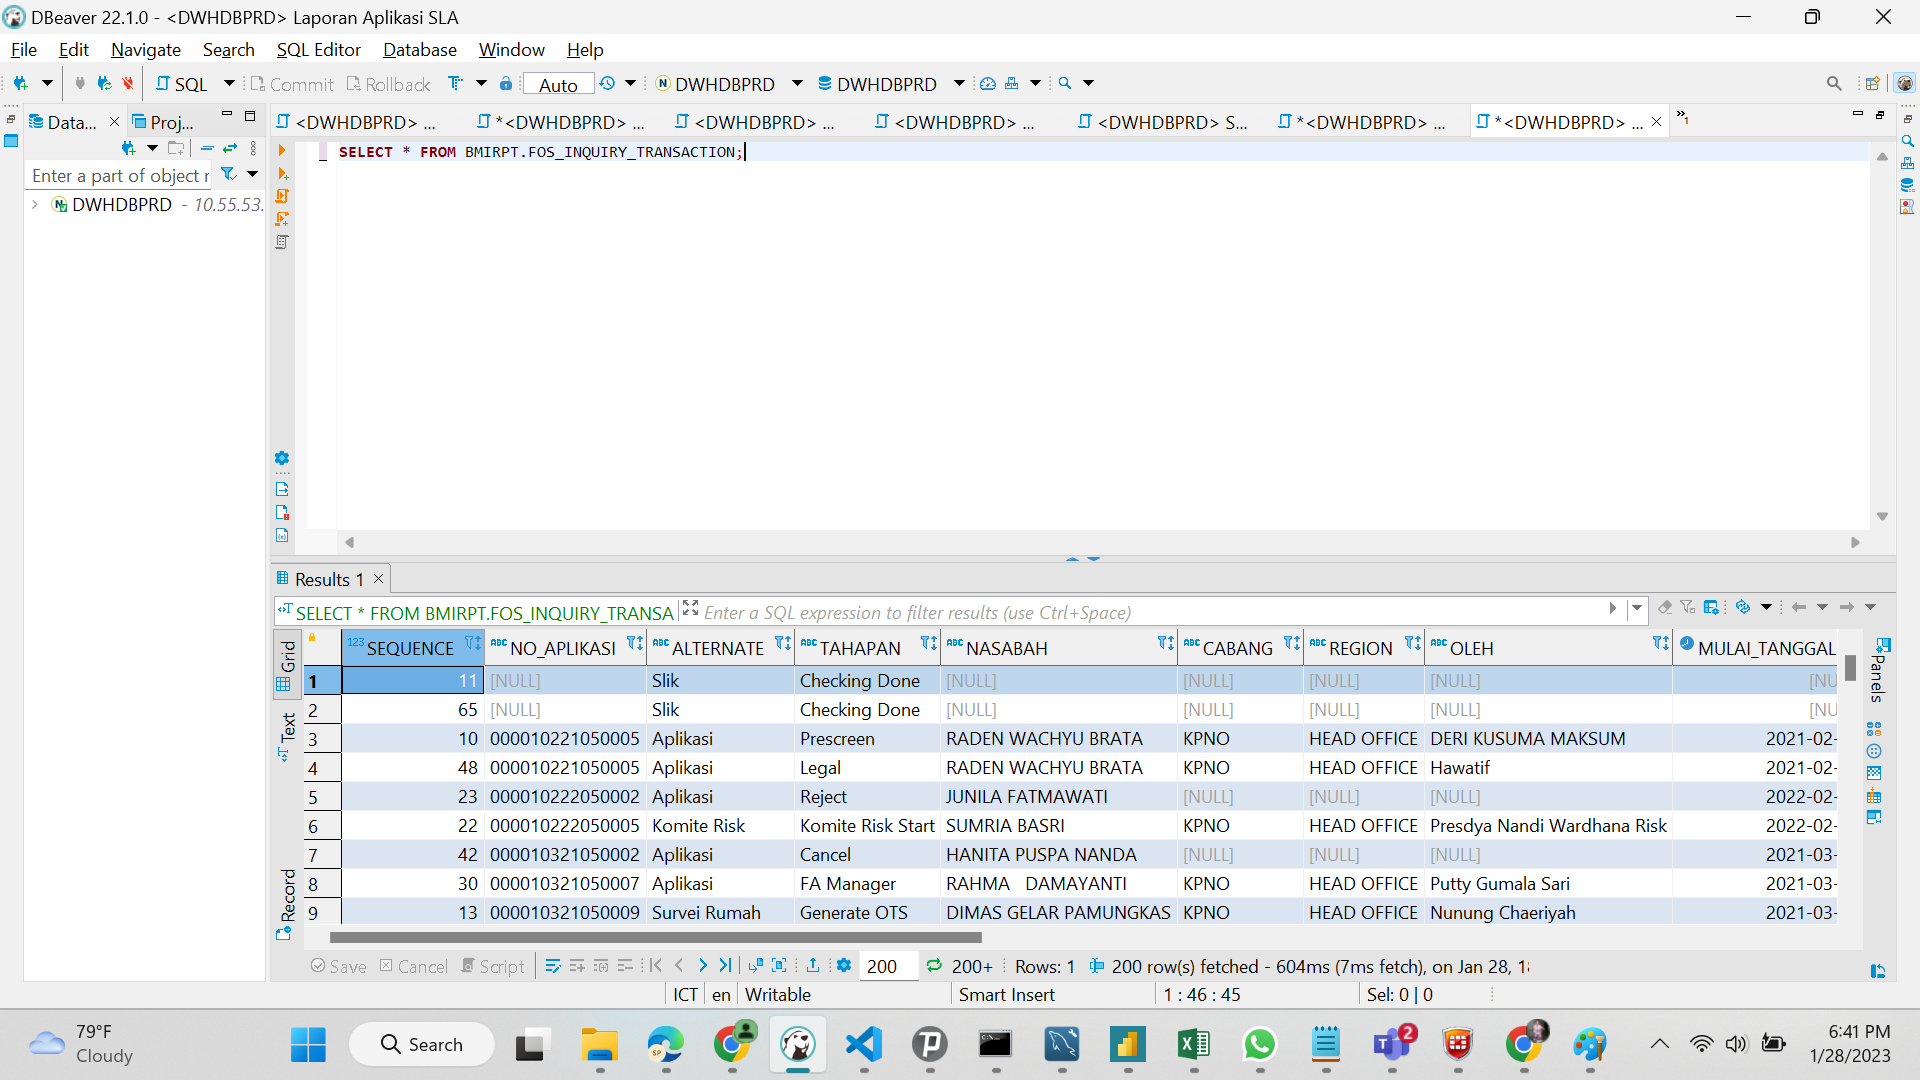 DBeaver 22.1.0 - <DWHDBPRD> Laporan Aplikasi SLA
File Edit Navigate Search SQL Editor Database Window Help
SQL Commit Rollback Auto DWHDBPRD DWHDBPRD
Data... Proj... <DWHDBPRD> ... *<DWHDBPRD> ... <DWHDBPRD> ... <DWHDBPRD> ... <DWHDBPRD> S... *<DWHDBPRD> ... *<DWHDBPRD> ... »1
Enter a part of object r
DWHDBPRD - 10.55.53.
SELECT * FROM BMIRPT.FOS_INQUIRY_TRANSACTION;
Results 1
SELECT * FROM BMIRPT.FOS_INQUIRY_TRANSA Enter a SQL expression to filter results (use Ctrl+Space)
Grid
Text
Record
Panels
123 SEQUENCE ABC NO_APLIKASI ABC ALTERNATE ABC TAHAPAN ABC NASABAH ABC CABANG ABC REGION ABC OLEH MULAI_TANGGAL
1 11 [NULL] Slik Checking Done [NULL] [NULL] [NULL] [NULL] [NU
2 65 [NULL] Slik Checking Done [NULL] [NULL] [NULL] [NULL] [NU
3 10 000010221050005 Aplikasi Prescreen RADEN WACHYU BRATA KPNO HEAD OFFICE DERI KUSUMA MAKSUM 2021-02-
4 48 000010221050005 Aplikasi Legal RADEN WACHYU BRATA KPNO HEAD OFFICE Hawatif 2021-02-
5 23 000010222050002 Aplikasi Reject JUNILA FATMAWATI [NULL] [NULL] [NULL] 2022-02-
6 22 000010222050005 Komite Risk Komite Risk Start SUMRIA BASRI KPNO HEAD OFFICE Presdya Nandi Wardhana Risk 2022-02-
7 42 000010321050002 Aplikasi Cancel HANITA PUSPA NANDA [NULL] [NULL] [NULL] 2021-03-
8 30 000010321050007 Aplikasi FA Manager RAHMA DAMAYANTI KPNO HEAD OFFICE Putty Gumala Sari 2021-03-
9 13 000010321050009 Survei Rumah Generate OTS DIMAS GELAR PAMUNGKAS KPNO HEAD OFFICE Nunung Chaeriyah 2021-03-
Save Cancel Script 200 200+ Rows: 1 200 row(s) fetched - 604ms (7ms fetch), on Jan 28, 1
ICT en Writable Smart Insert 1 : 46 : 45 Sel: 0 | 0
79°F
Cloudy
Search
SP
2
6:41 PM
1/28/2023